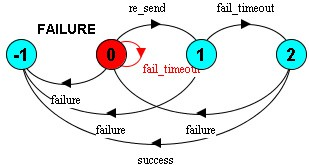 re_send
fail_timeout
FAILURE
-1
0
1
2
fail_timeout
failure
failure
failure
success